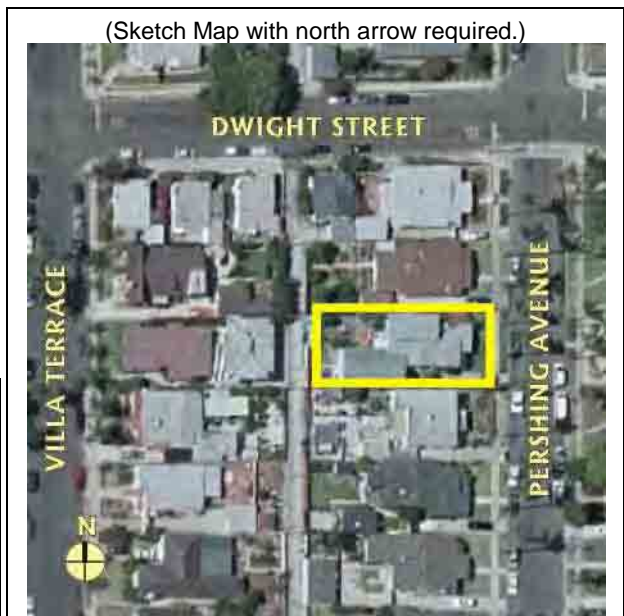 (Sketch Map with north arrow required.)
DWIGHT STREET
VILLA TERRACE
PERSHING AVENUE
N